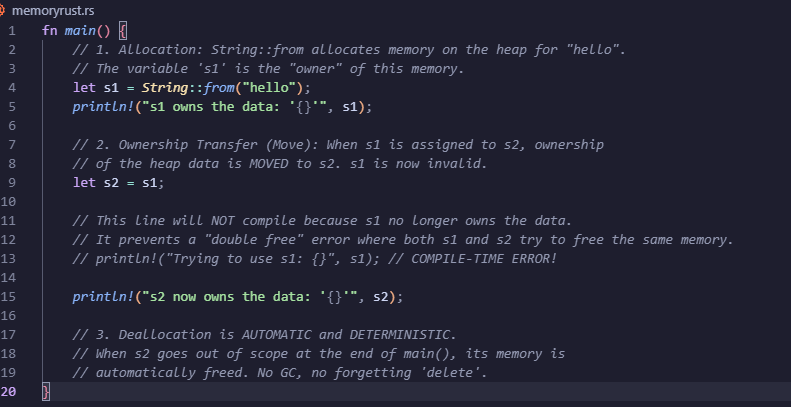 memoryrust.rs
1 fn main() {
2 // 1. Allocation: String::from allocates memory on the heap for "hello".
3 // The variable 's1' is the "owner" of this memory.
4 let s1 = String::from("hello");
5 println!("s1 owns the data: '{}'", s1);
6
7 // 2. Ownership Transfer (Move): When s1 is assigned to s2, ownership
8 // of the heap data is MOVED to s2. s1 is now invalid.
9 let s2 = s1;
10
11 // This line will NOT compile because s1 no longer owns the data.
12 // It prevents a "double free" error where both s1 and s2 try to free the same memory.
13 // println!("Trying to use s1: {}", s1); // COMPILE-TIME ERROR!
14
15 println!("s2 now owns the data: '{}'", s2);
16
17 // 3. Deallocation is AUTOMATIC and DETERMINISTIC.
18 // When s2 goes out of scope at the end of main(), its memory is
19 // automatically freed. No GC, no forgetting 'delete'.
20 }